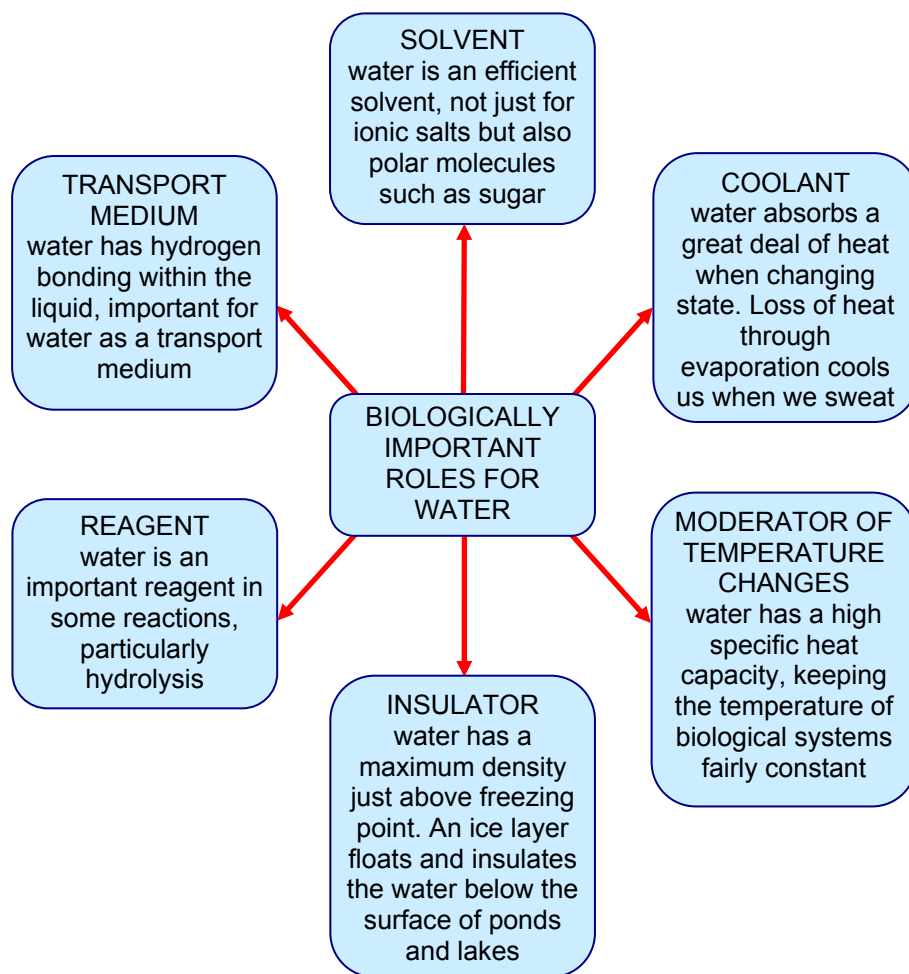 SOLVENT
water is an efficient
solvent, not just for
ionic salts but also
polar molecules
such as sugar
TRANSPORT
MEDIUM
water has hydrogen
bonding within the
liquid, important for
water as a transport
medium
COOLANT
water absorbs a
great deal of heat
when changing
state. Loss of heat
through
evaporation cools
us when we sweat
BIOLOGICALLY
IMPORTANT
ROLES FOR
WATER
REAGENT
water is an
important reagent in
some reactions,
particularly
hydrolysis
MODERATOR OF
TEMPERATURE
CHANGES
water has a high
specific heat
capacity, keeping
the temperature of
biological systems
fairly constant
INSULATOR
water has a
maximum density
just above freezing
point. An ice layer
floats and insulates
the water below the
surface of ponds
and lakes